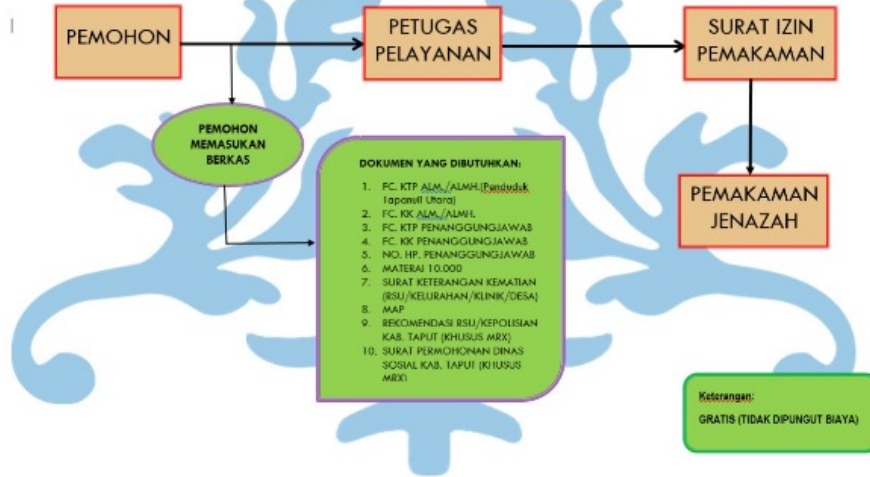 PEMOHON
PETUGAS
PELAYANAN
SURAT IZIN
PEMAKAMAN
PEMOHON
MEMASUKAN
BERKAS
DOKUMEN YANG DIBUTUHKAN:
1. FC. KTP ALM./ALMH.(Penduduk
Tapanuli Utara)
2. FC. KK ALM./ALMH.
3. FC. KTP PENANGGUNGJAWAB
4. FC. KK PENANGGUNGJAWAB
5. NO. HP. PENANGGUNGJAWAB
6. MATERAI 10.000
7. SURAT KETERANGAN KEMATIAN
(RSU/KELURAHAN/KLINIK/DESA)
8. MAP
9. REKOMENDASI RSU/KEPOLISIAN
KAB. TAPUT (KHUSUS MRX)
10. SURAT PERMOHONAN DINAS
SOSIAL KAB. TAPUT (KHUSUS
MRX)
PEMAKAMAN
JENAZAH
Keterangan:
GRATIS (TIDAK DIPUNGUT BIAYA)